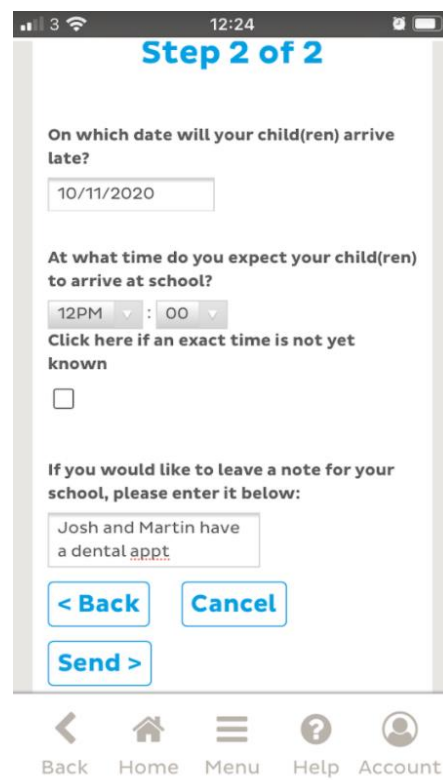 3 12:24
Step 2 of 2
On which date will your child(ren) arrive
late?
10/11/2020
At what time do you expect your child(ren)
to arrive at school?
12PM : 00
Click here if an exact time is not yet
known
If you would like to leave a note for your
school, please enter it below:
Josh and Martin have
a dental appt
< Back Cancel
Send >
Back Home Menu Help Account